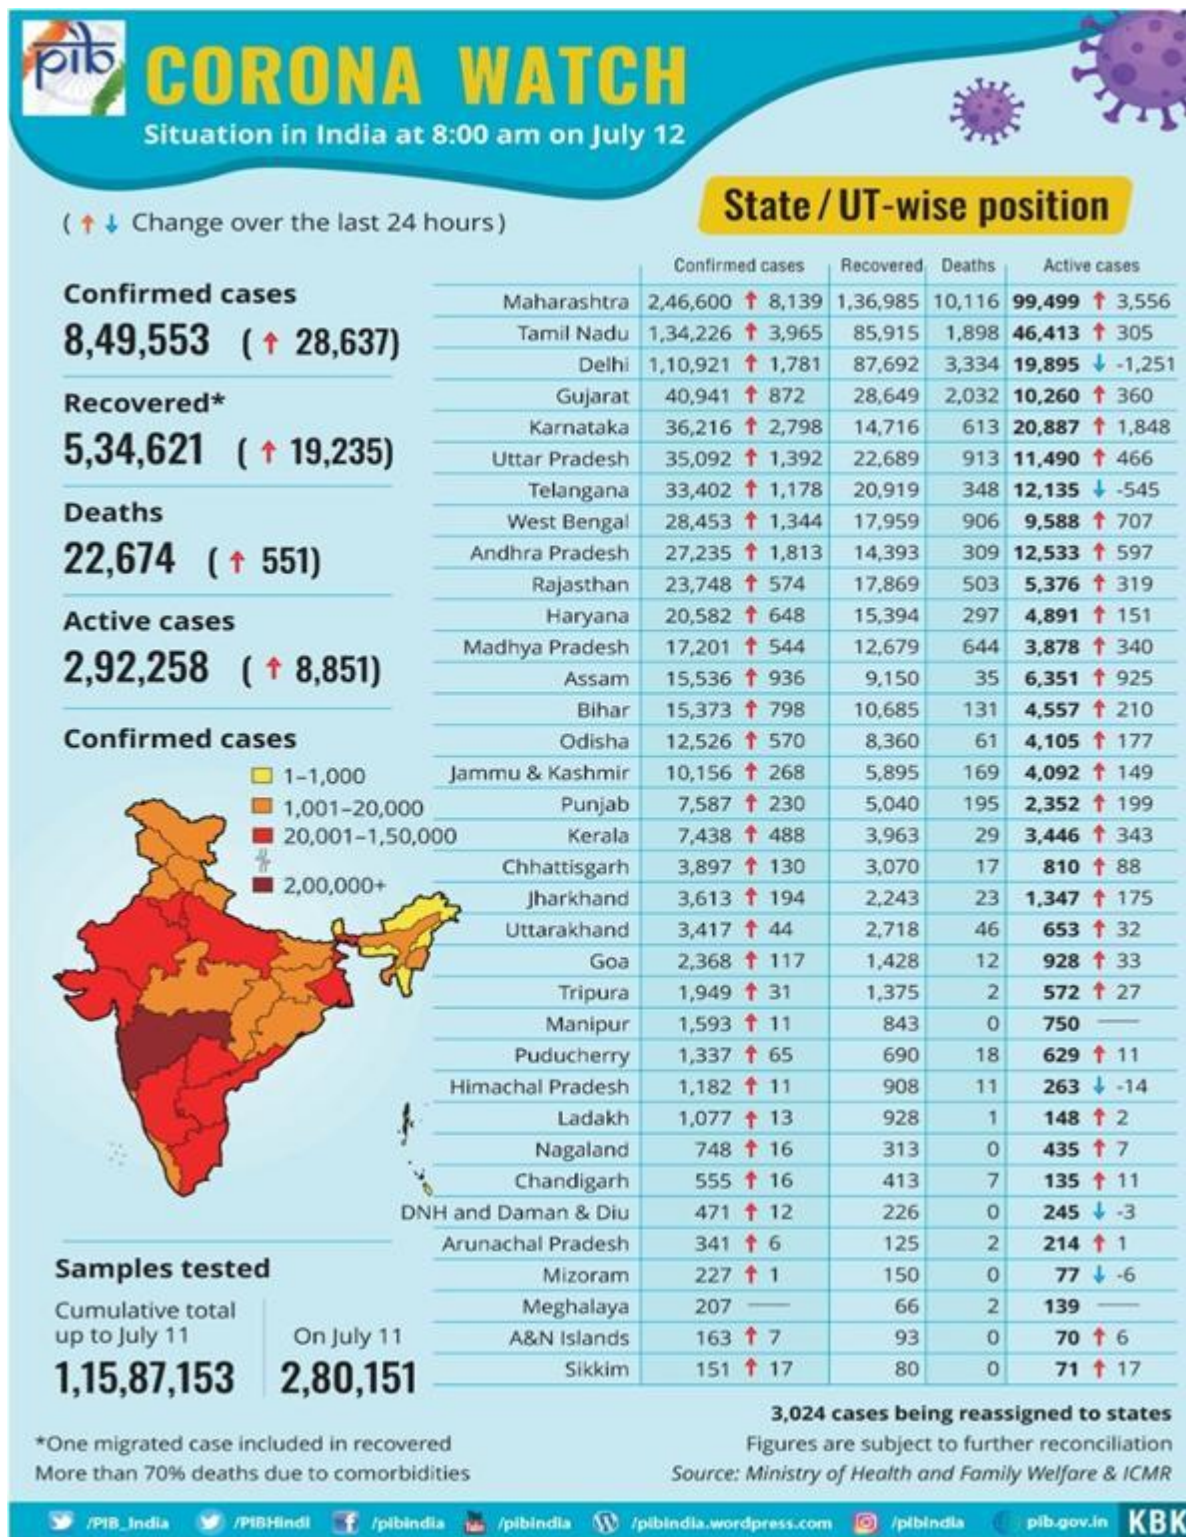 pib
CORONA WATCH
Situation in India at 8:00 am on July 12
( ↑ ↓ Change over the last 24 hours )
Confirmed cases
8,49,553 ( ↑ 28,637)
Recovered*
5,34,621 ( ↑ 19,235)
Deaths
22,674 ( ↑ 551)
Active cases
2,92,258 ( ↑ 8,851)
Confirmed cases
1–1,000
1,001–20,000
20,001–1,50,000
2,00,000+
Samples tested
Cumulative total
up to July 11
1,15,87,153
On July 11
2,80,151
*One migrated case included in recovered
More than 70% deaths due to comorbidities
State / UT-wise position
Confirmed cases Recovered Deaths Active cases
Maharashtra 2,46,600 ↑ 8,139 1,36,985 10,116 99,499 ↑ 3,556
Tamil Nadu 1,34,226 ↑ 3,965 85,915 1,898 46,413 ↑ 305
Delhi 1,10,921 ↑ 1,781 87,692 3,334 19,895 ↓ -1,251
Gujarat 40,941 ↑ 872 28,649 2,032 10,260 ↑ 360
Karnataka 36,216 ↑ 2,798 14,716 613 20,887 ↑ 1,848
Uttar Pradesh 35,092 ↑ 1,392 22,689 913 11,490 ↑ 466
Telangana 33,402 ↑ 1,178 20,919 348 12,135 ↓ -545
West Bengal 28,453 ↑ 1,344 17,959 906 9,588 ↑ 707
Andhra Pradesh 27,235 ↑ 1,813 14,393 309 12,533 ↑ 597
Rajasthan 23,748 ↑ 574 17,869 503 5,376 ↑ 319
Haryana 20,582 ↑ 648 15,394 297 4,891 ↑ 151
Madhya Pradesh 17,201 ↑ 544 12,679 644 3,878 ↑ 340
Assam 15,536 ↑ 936 9,150 35 6,351 ↑ 925
Bihar 15,373 ↑ 798 10,685 131 4,557 ↑ 210
Odisha 12,526 ↑ 570 8,360 61 4,105 ↑ 177
Jammu & Kashmir 10,156 ↑ 268 5,895 169 4,092 ↑ 149
Punjab 7,587 ↑ 230 5,040 195 2,352 ↑ 199
Kerala 7,438 ↑ 488 3,963 29 3,446 ↑ 343
Chhattisgarh 3,897 ↑ 130 3,070 17 810 ↑ 88
Jharkhand 3,613 ↑ 194 2,243 23 1,347 ↑ 175
Uttarakhand 3,417 ↑ 44 2,718 46 653 ↑ 32
Goa 2,368 ↑ 117 1,428 12 928 ↑ 33
Tripura 1,949 ↑ 31 1,375 2 572 ↑ 27
Manipur 1,593 ↑ 11 843 0 750 —
Puducherry 1,337 ↑ 65 690 18 629 ↑ 11
Himachal Pradesh 1,182 ↑ 11 908 11 263 ↓ -14
Ladakh 1,077 ↑ 13 928 1 148 ↑ 2
Nagaland 748 ↑ 16 313 0 435 ↑ 7
Chandigarh 555 ↑ 16 413 7 135 ↑ 11
DNH and Daman & Diu 471 ↑ 12 226 0 245 ↓ -3
Arunachal Pradesh 341 ↑ 6 125 2 214 ↑ 1
Mizoram 227 ↑ 1 150 0 77 ↓ -6
Meghalaya 207 — 66 2 139 —
A&N Islands 163 ↑ 7 93 0 70 ↑ 6
Sikkim 151 ↑ 17 80 0 71 ↑ 17
3,024 cases being reassigned to states
Figures are subject to further reconciliation
Source: Ministry of Health and Family Welfare & ICMR
/PIB_India /PIBHindi /pibindia /pibindia /pibindia.wordpress.com /pibindia pib.gov.in KBK